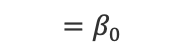 = β₀